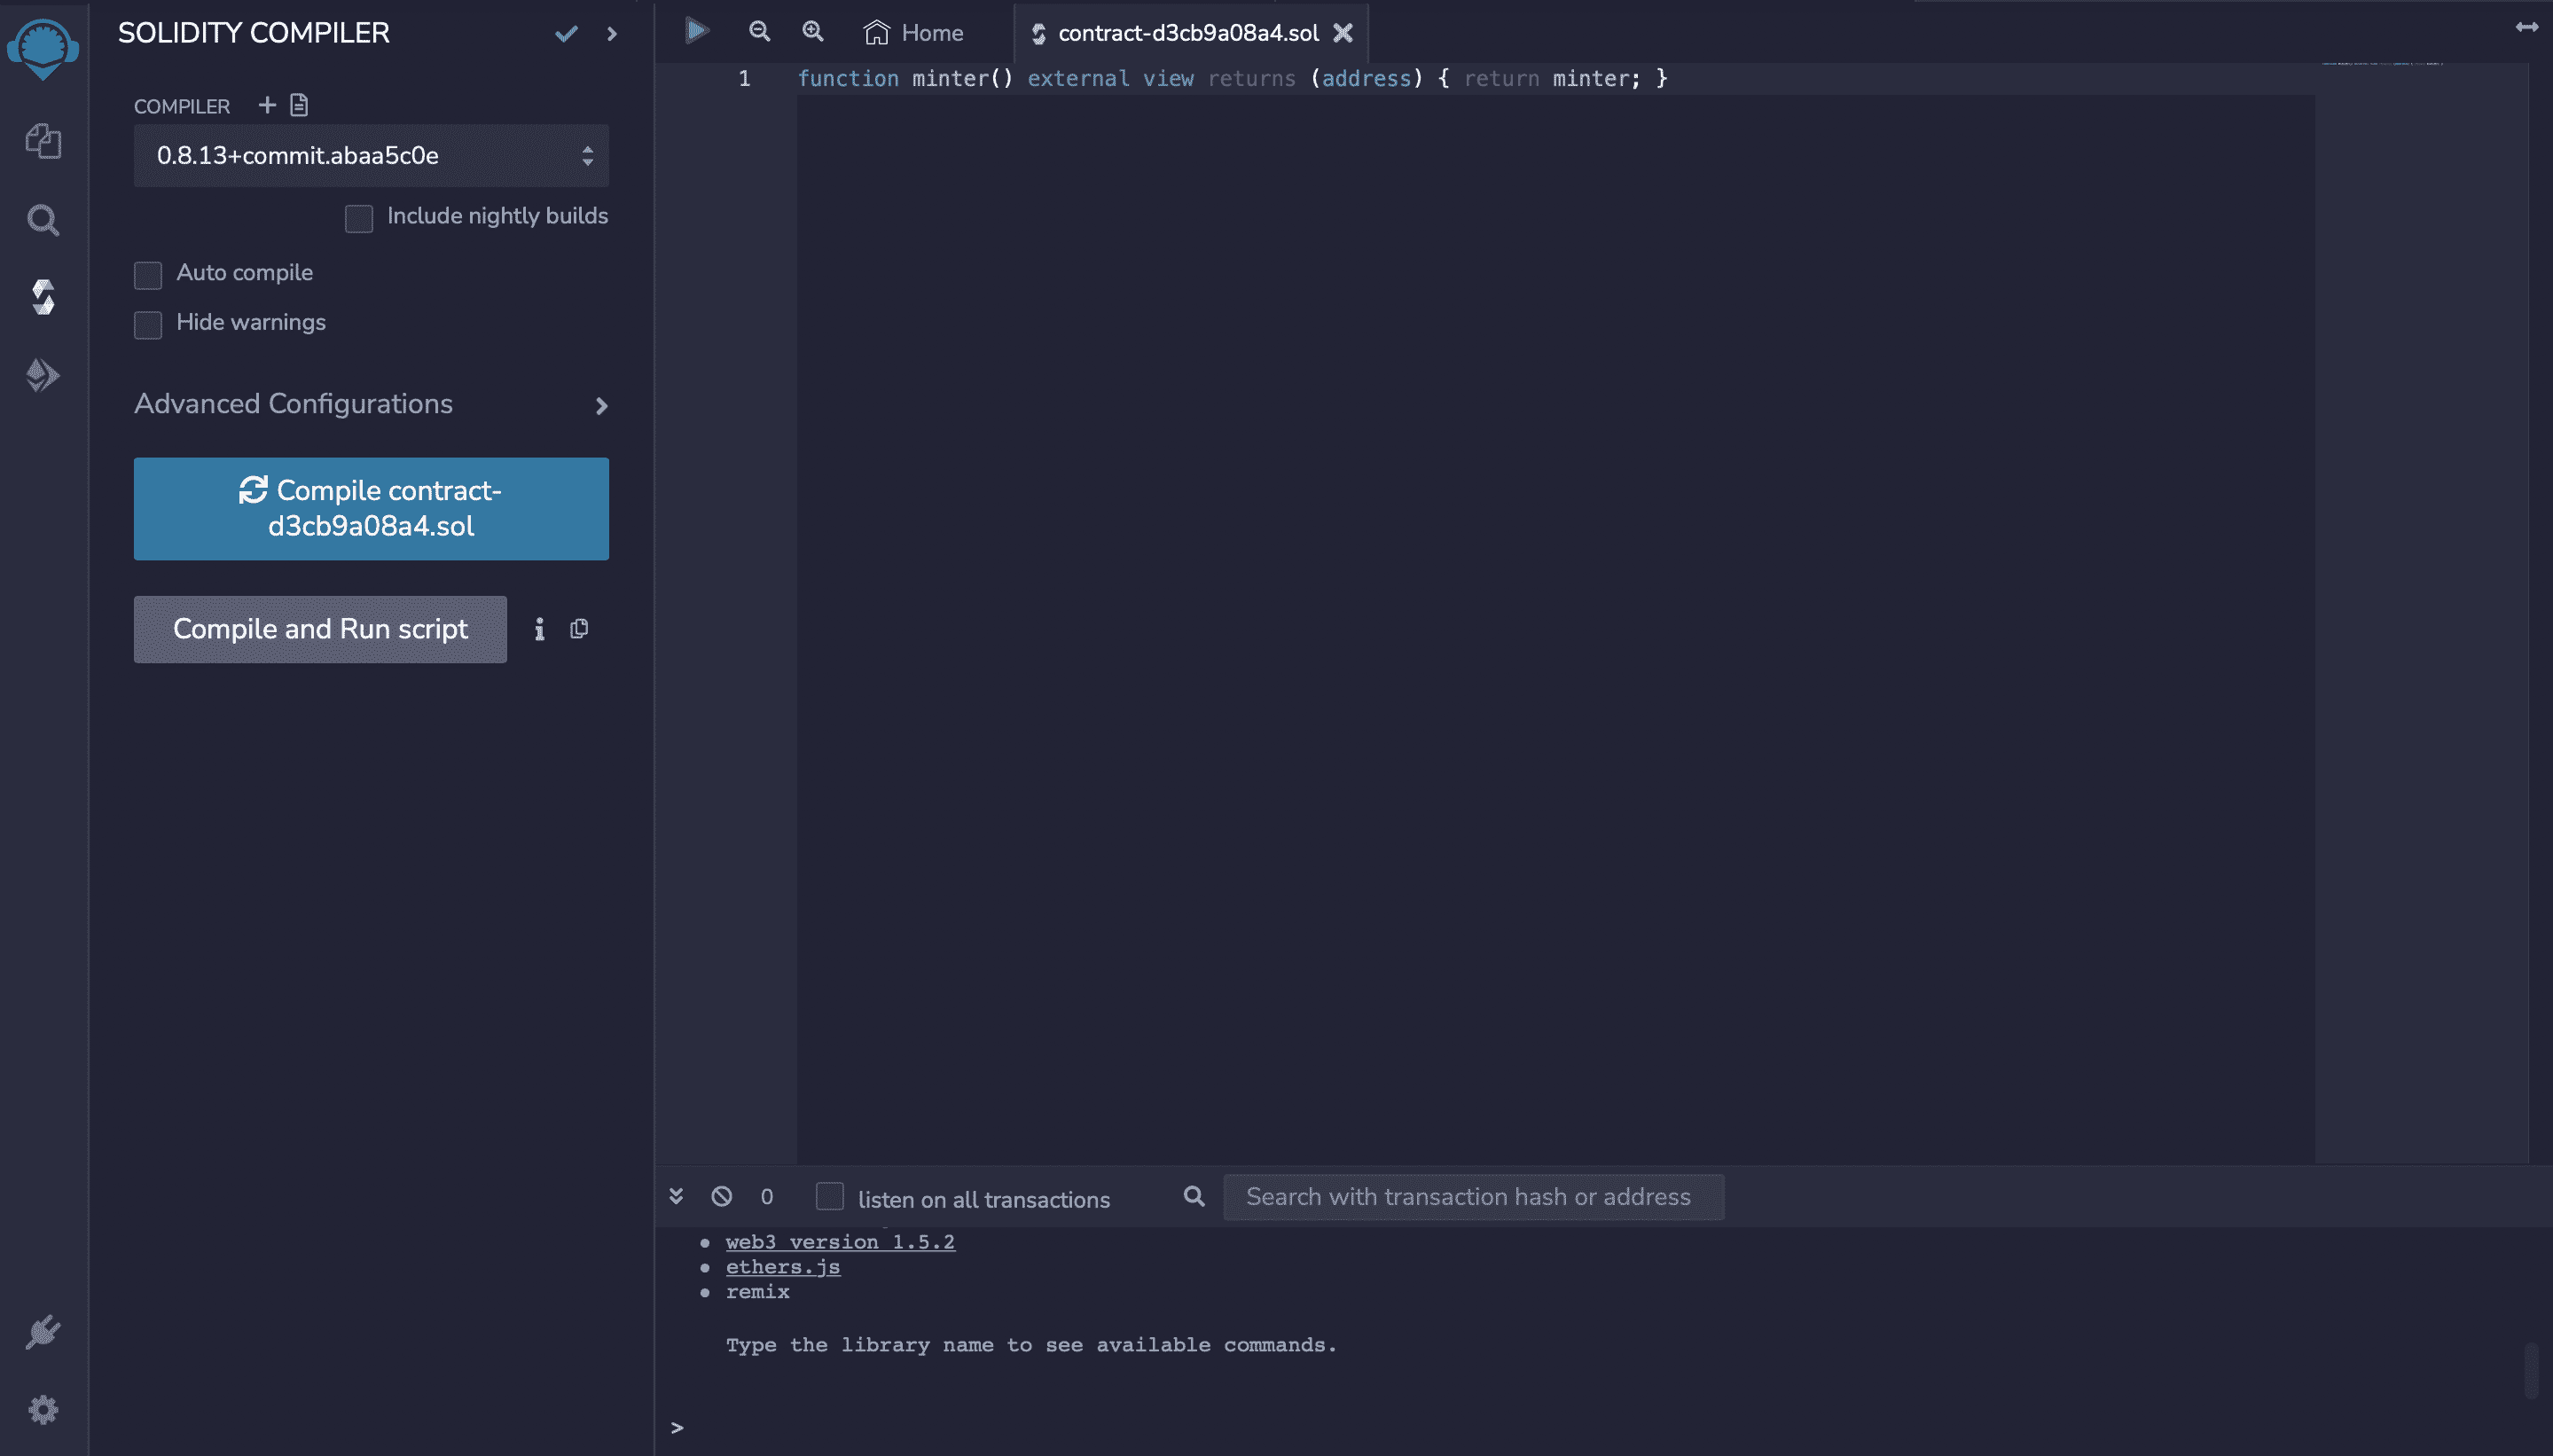 SOLIDITY COMPILER
COMPILER
0.8.13+commit.abaa5c0e
Include nightly builds
Auto compile
Hide warnings
Advanced Configurations
Compile contract-
d3cb9a08a4.sol
Compile and Run script
Home
contract-d3cb9a08a4.sol
1 function minter() external view returns (address) { return minter; }
0
listen on all transactions
Search with transaction hash or address
web3 version 1.5.2
ethers.js
remix
Type the library name to see available commands.
>